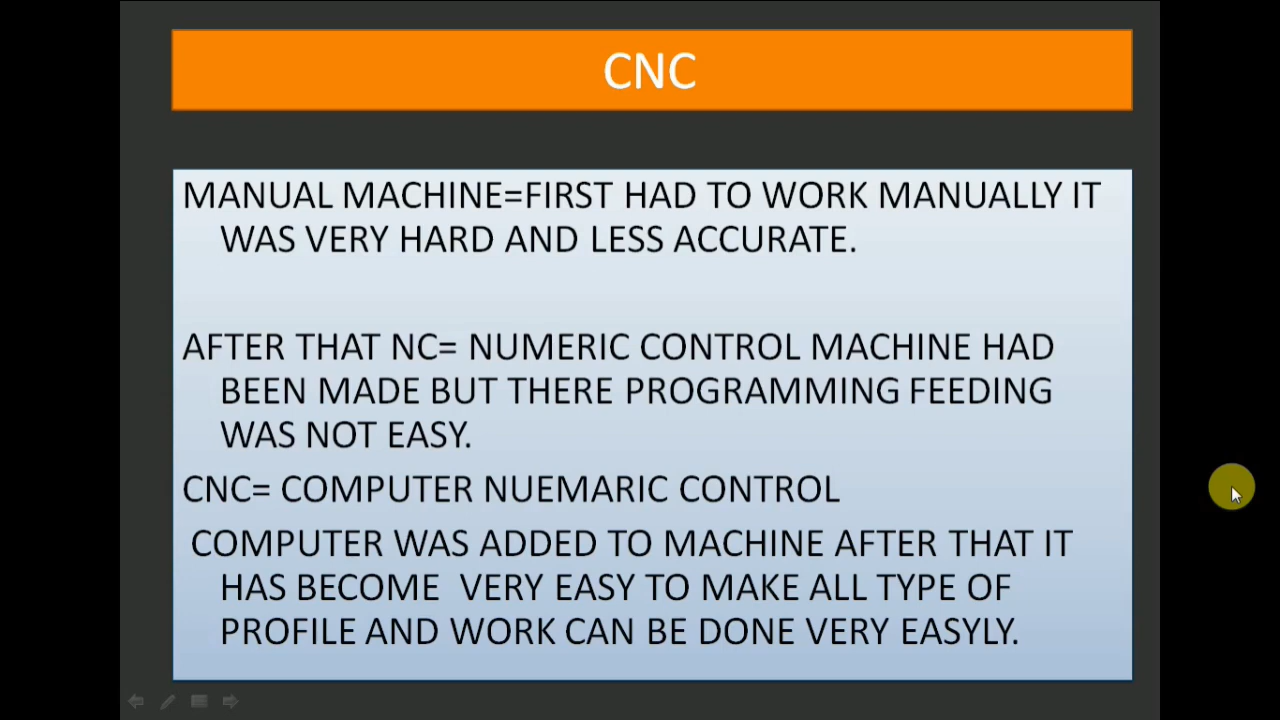 CNC
MANUAL MACHINE=FIRST HAD TO WORK MANUALLY IT
WAS VERY HARD AND LESS ACCURATE.
AFTER THAT NC= NUMERIC CONTROL MACHINE HAD
BEEN MADE BUT THERE PROGRAMMING FEEDING
WAS NOT EASY.
CNC= COMPUTER NUEMARIC CONTROL
COMPUTER WAS ADDED TO MACHINE AFTER THAT IT
HAS BECOME  VERY EASY TO MAKE ALL TYPE OF
PROFILE AND WORK CAN BE DONE VERY EASYLY.